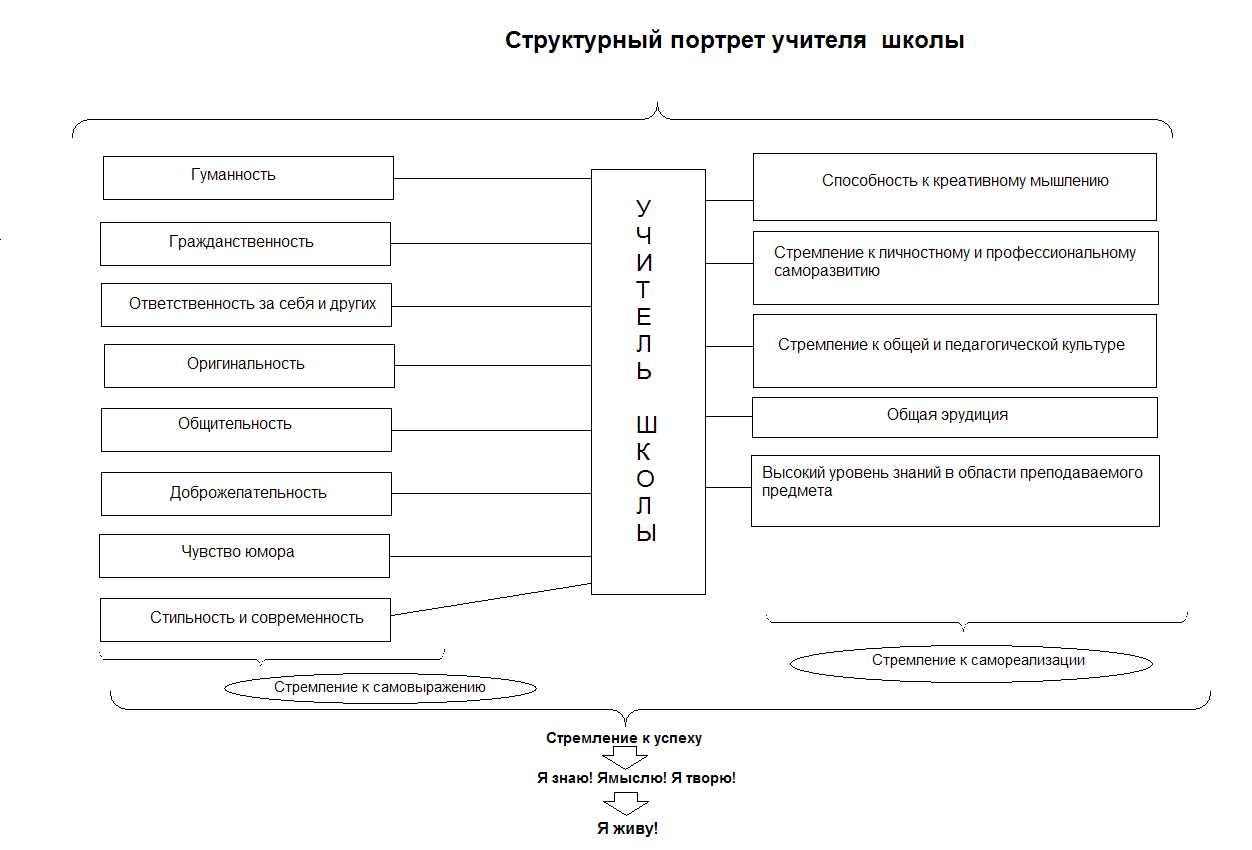 Структурный портрет учителя школы
Гуманность
Гражданственность
Ответственность за себя и других
Оригинальность
Общительность
Доброжелательность
Чувство юмора
Стильность и современность
УЧИТЕЛЬ ШКОЛЫ
Способность к креативному мышлению
Стремление к личностному и профессиональному
саморазвитию
Стремление к общей и педагогической культуре
Общая эрудиция
Высокий уровень знаний в области преподаваемого
предмета
Стремление к самовыражению
Стремление к самореализации
Стремление к успеху
Я знаю! Ямыслю! Я творю!
Я живу!